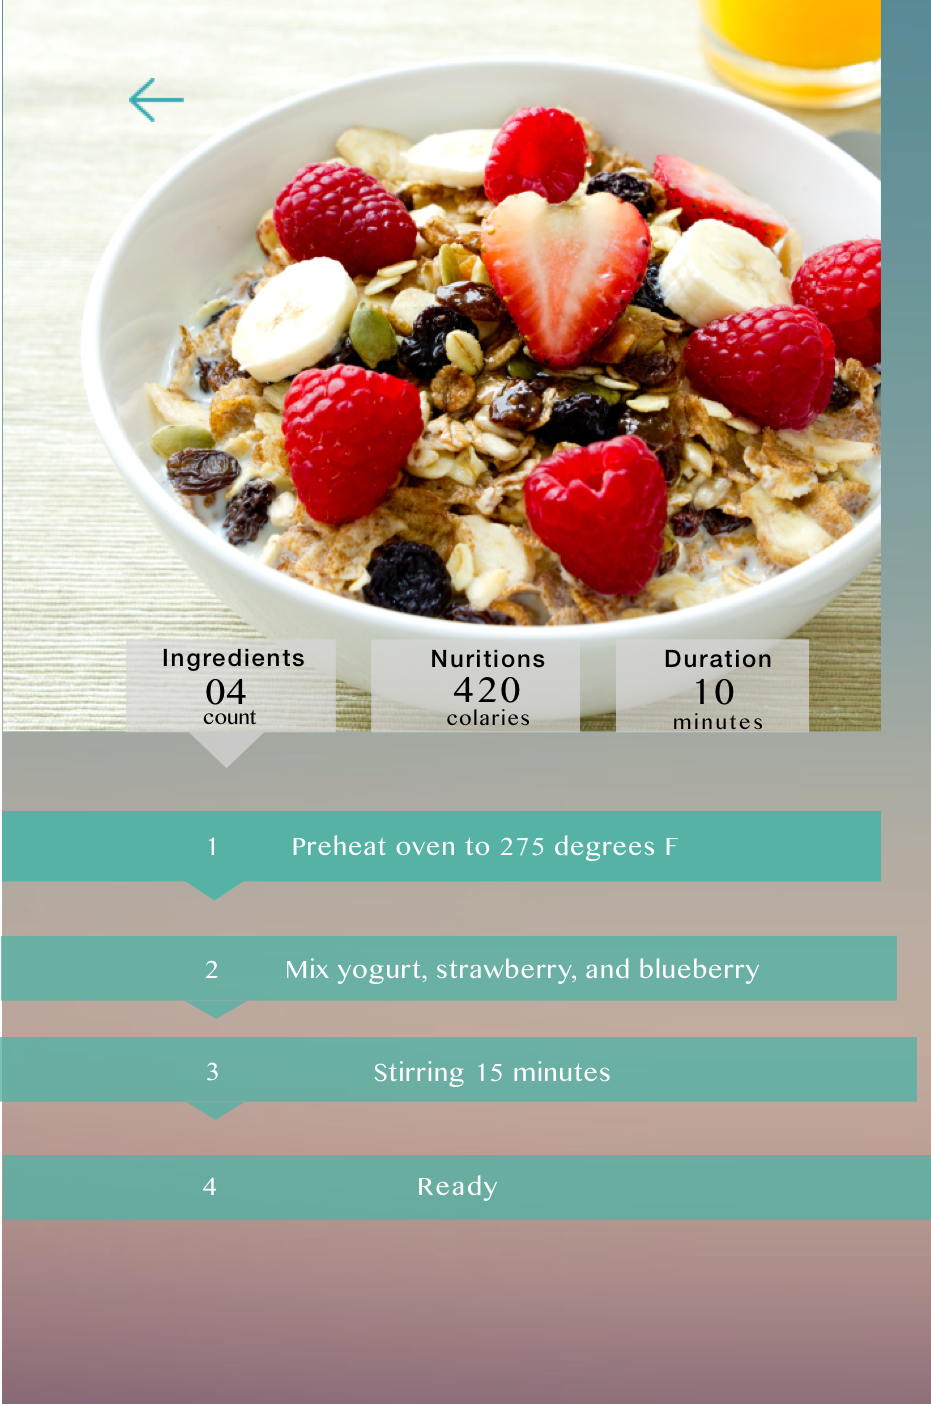 Ingredients
04
count
Nuritions
420
colaries
Duration
10
minutes
1 Preheat oven to 275 degrees F
2 Mix yogurt, strawberry, and blueberry
3 Stirring 15 minutes
4 Ready